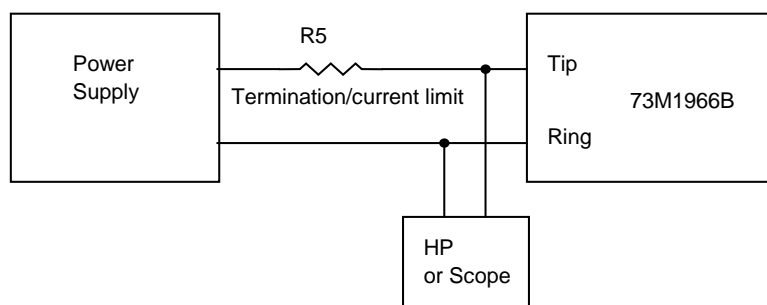 R5
Power
Supply
Termination/current limit
Tip
73M1966B
Ring
HP
or Scope